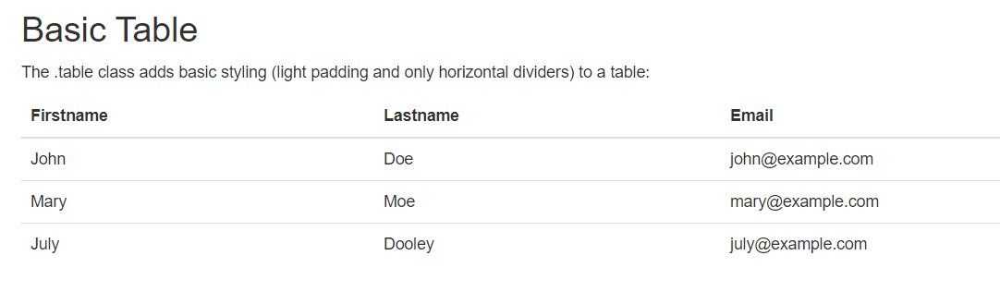 Basic Table
The .table class adds basic styling (light padding and only horizontal dividers) to a table:
Firstname Lastname Email
John Doe john@example.com
Mary Moe mary@example.com
July Dooley july@example.com